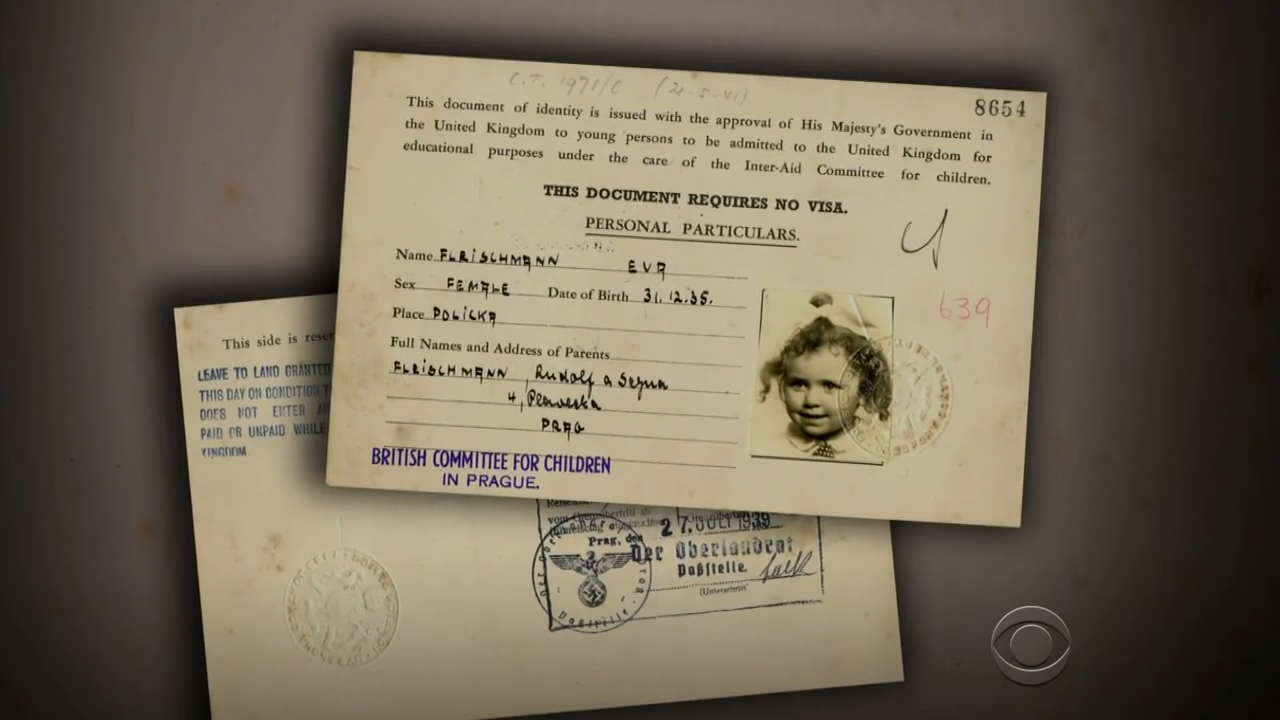 C.T. 1971/C (21-5-41)
8654
This document of identity is issued with the approval of His Majesty's Government in
the United Kingdom to young persons to be admitted to the United Kingdom for
educational purposes under the care of the Inter-Aid Committee for children.
THIS DOCUMENT REQUIRES NO VISA.
PERSONAL PARTICULARS.
Name FLEISCHMANN EVA
Sex FEMALE Date of Birth 31.12.35.
639
Place POLICKA
Full Names and Address of Parents
FLEISCHMANN, Rudolf a
4,
PRAG
BRITISH COMMITTEE FOR CHILDREN
IN PRAGUE.
This side is
LEAVE TO LAND GRANTED
THIS DAY ON CONDITION
DOES NOT ENTER
PAID OR UNPAID WHILE
KINGDOM.
27. JULI 1939
Prag, den
Der Oberlandrat
Paßstelle.
(Unterschrift)